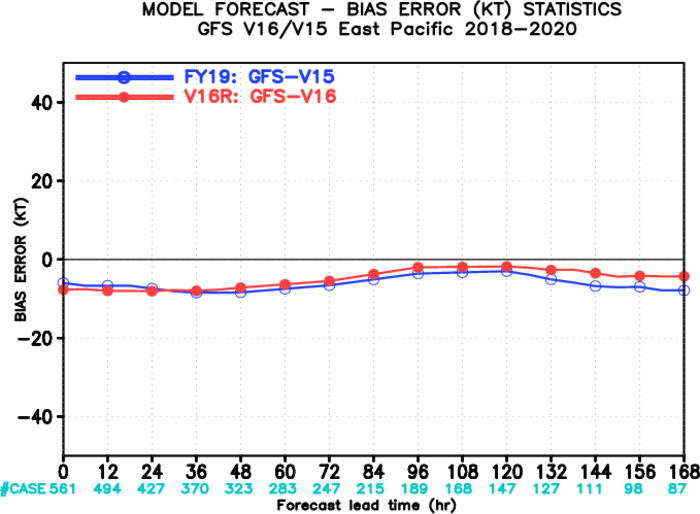 MODEL FORECAST – BIAS ERROR (KT) STATISTICS
GFS V16/V15 East Pacific 2018–2020
FY19: GFS–V15
V16R: GFS–V16
40
20
0
–20
–40
BIAS ERROR (KT)
0 12 24 36 48 60 72 84 96 108 120 132 144 156 168
#CASE 561 494 427 370 323 283 247 215 189 168 147 127 111 98 87
Forecast lead time (hr)